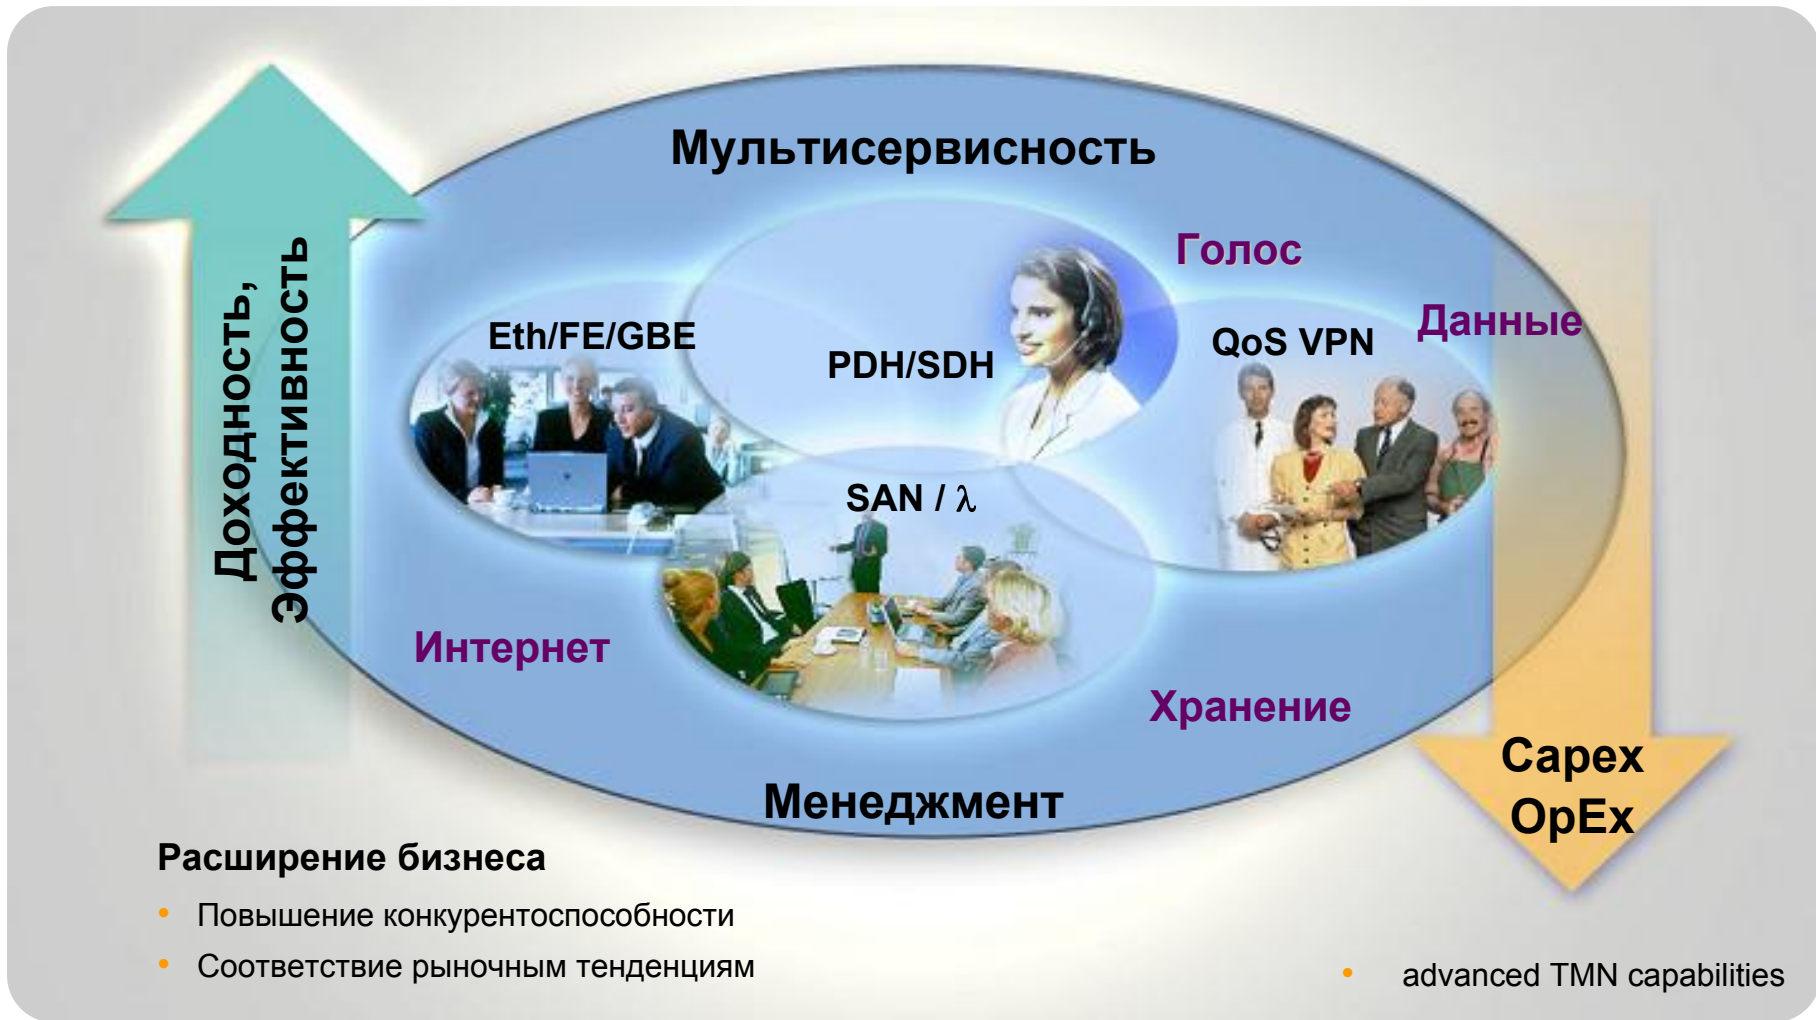 Мультисервисность
Голос
Данные
Доходность,
Эффективность
Eth/FE/GBE
PDH/SDH
QoS VPN
SAN / λ
Интернет
Хранение
Менеджмент
Capex
OpEx
Расширение бизнеса
• Повышение конкурентоспособности
• Соответствие рыночным тенденциям
• advanced TMN capabilities